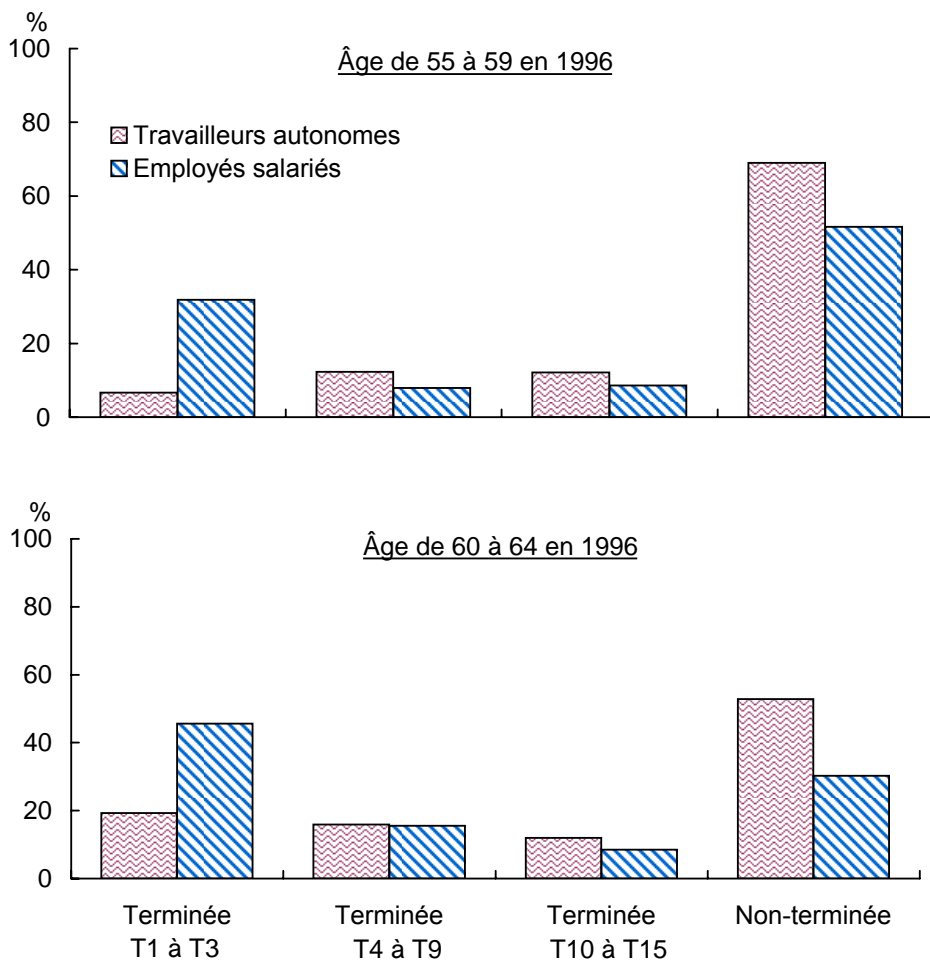 %
100
Âge de 55 à 59 en 1996
80
Travailleurs autonomes
Employés salariés
60
40
20
0
%
100
Âge de 60 à 64 en 1996
80
60
40
20
0
Terminée Terminée Terminée Non-terminée
T1 à T3 T4 à T9 T10 à T15